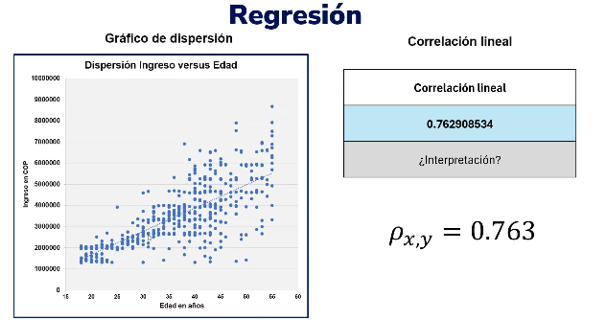 Regresión
Gráfico de dispersión
Dispersión Ingreso versus Edad
Ingreso en COP
10000000
9000000
8000000
7000000
6000000
5000000
4000000
3000000
2000000
1000000
0
15 20 25 30 35 40 45 50 55 60
Edad en años
Correlación lineal
Correlación lineal
0.762908534
¿Interpretación?
ρx,y = 0.763